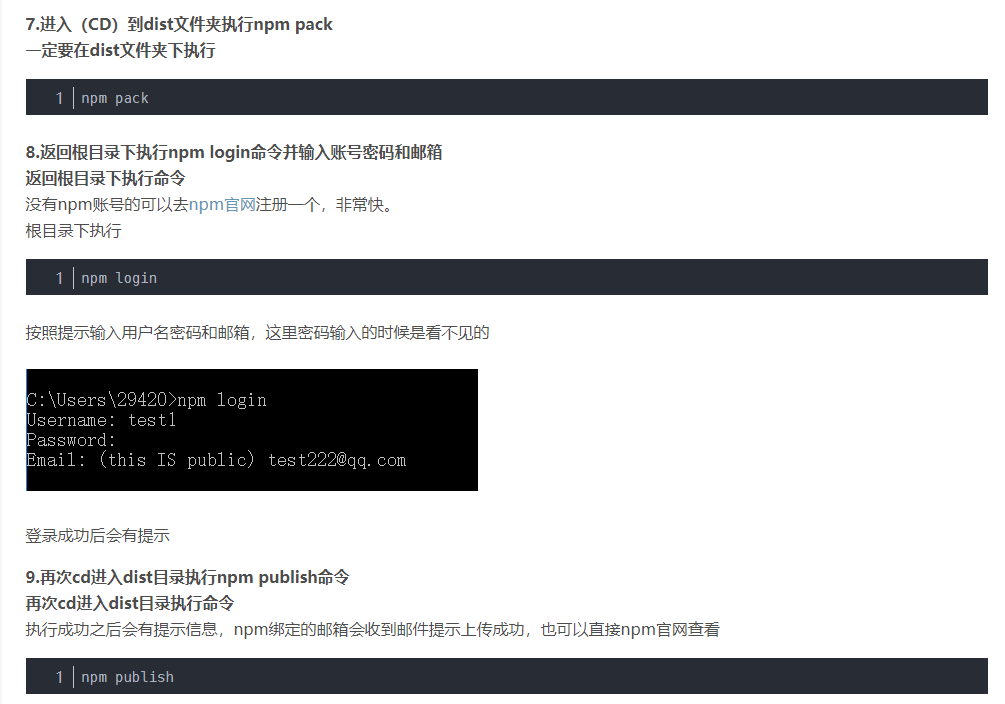 7.进入（CD）到dist文件夹执行npm pack
一定要在dist文件夹下执行
1 npm pack
8.返回根目录下执行npm login命令并输入账号密码和邮箱
返回根目录下执行命令
没有npm账号的可以去npm官网注册一个，非常快。
根目录下执行
1 npm login
按照提示输入用户名密码和邮箱，这里密码输入的时候是看不见的
C:\Users\29420>npm login
Username: test1
Password:
Email: (this IS public) test222@qq.com
登录成功后会有提示
9.再次cd进入dist目录执行npm publish命令
再次cd进入dist目录执行命令
执行成功之后会有提示信息，npm绑定的邮箱会收到邮件提示上传成功，也可以直接npm官网查看
1 npm publish